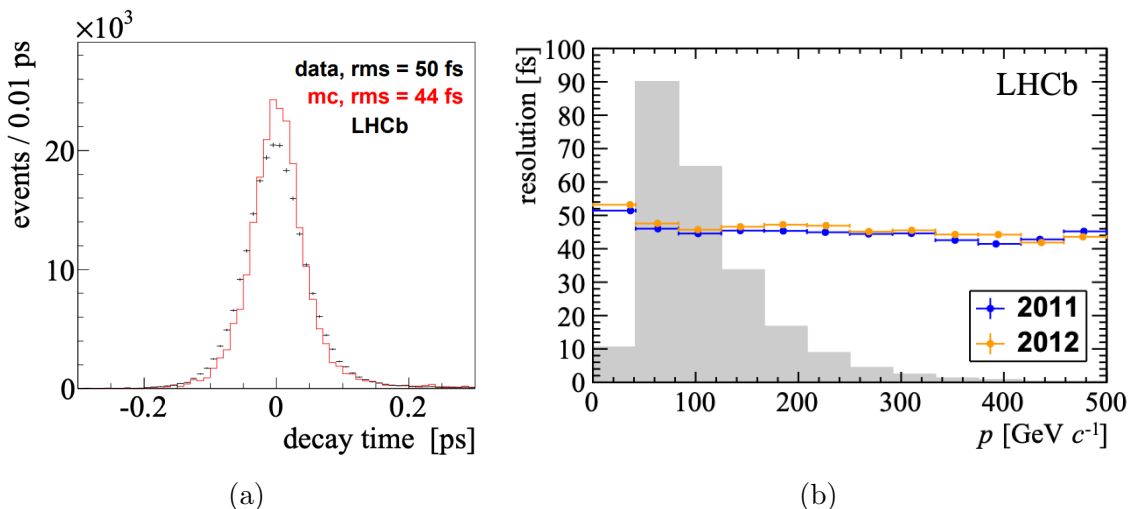 ×10³
data, rms = 50 fs
mc, rms = 44 fs
LHCb
events / 0.01 ps
20
10
0
-0.2
0
0.2
decay time [ps]
(a)
resolution [fs]
LHCb
100
90
80
70
60
50
40
30
20
10
0
2011
2012
0
100
200
300
400
500
p [GeV c⁻¹]
(b)